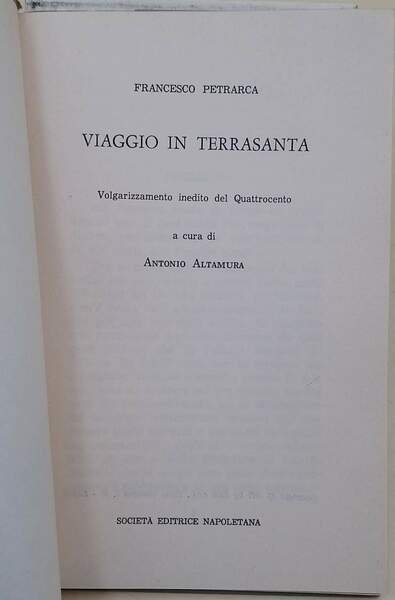 FRANCESCO PETRARCA
VIAGGIO IN TERRASANTA
Volgarizzamento inedito del Quattrocento
a cura di
ANTONIO ALTAMURA
SOCIETÀ EDITRICE NAPOLETANA